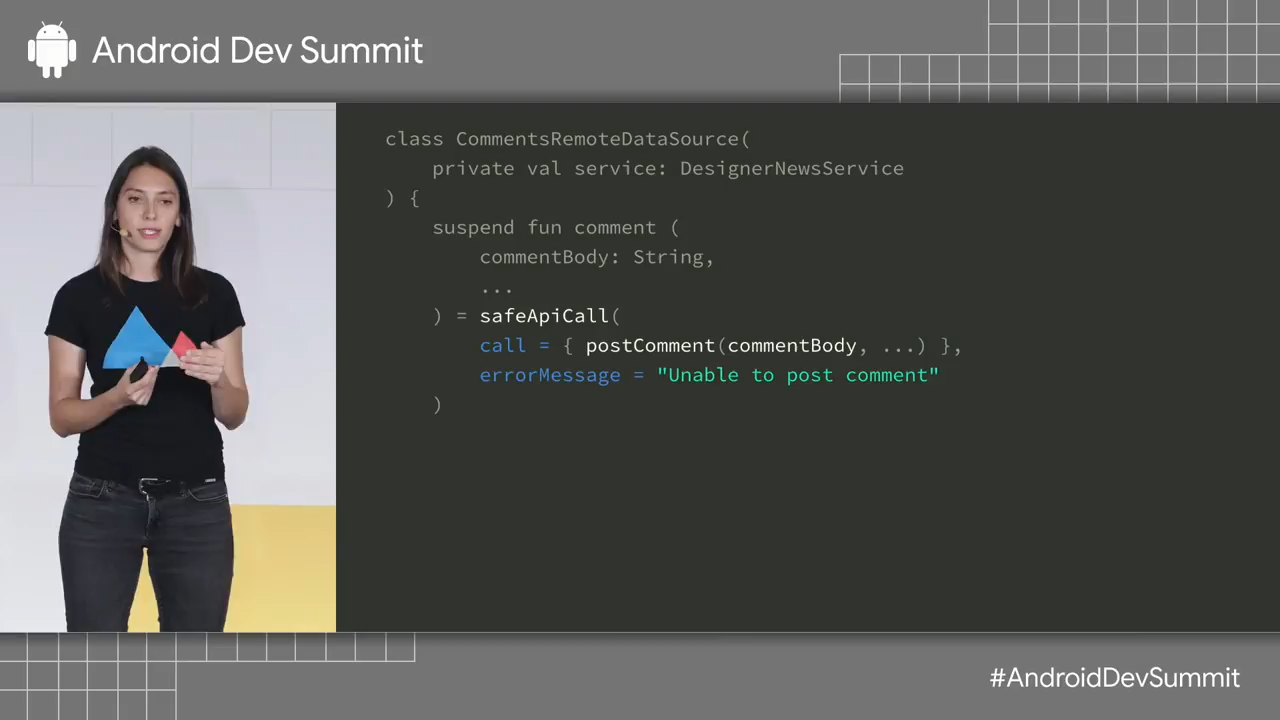 Android Dev Summit
class CommentsRemoteDataSource(
    private val service: DesignerNewsService
) {
    suspend fun comment (
        commentBody: String,
        ...
    ) = safeApiCall(
        call = { postComment(commentBody, ...) },
        errorMessage = "Unable to post comment"
    )
#AndroidDevSummit